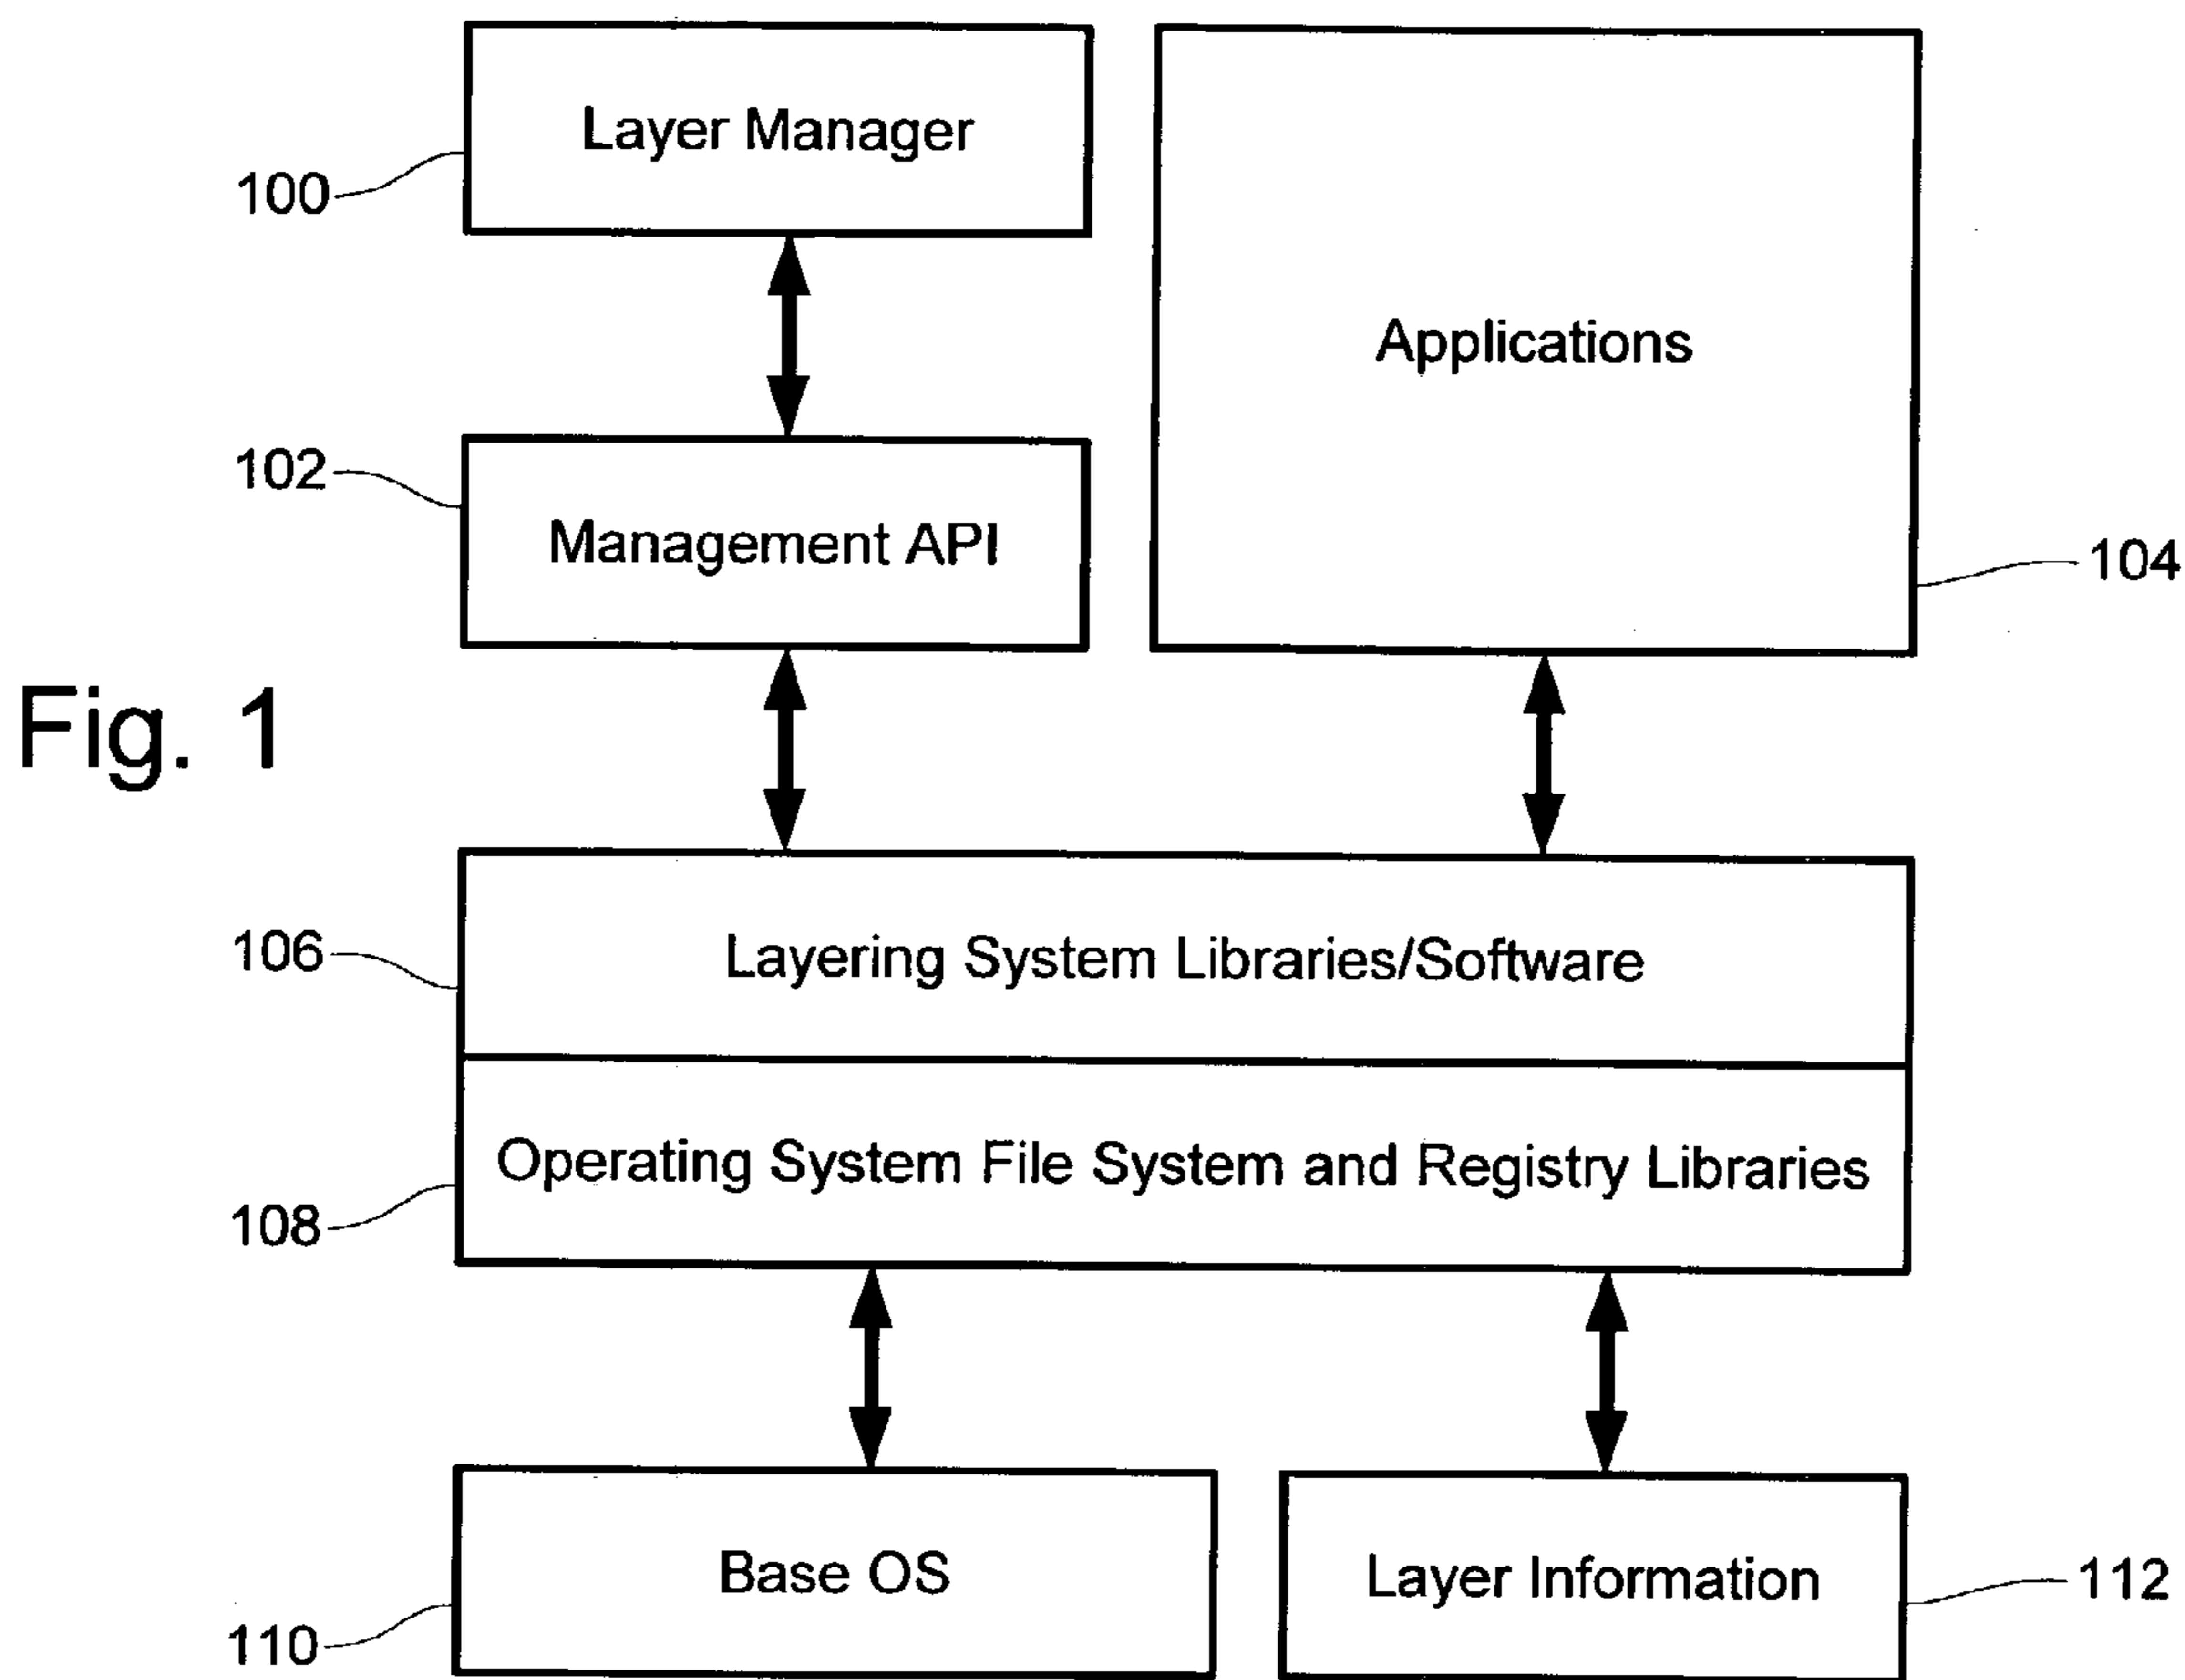 Layer Manager
100
Applications
102
Management API
104
Fig. 1
106
Layering System Libraries/Software
Operating System File System and Registry Libraries
108
Base OS
110
Layer Information
112